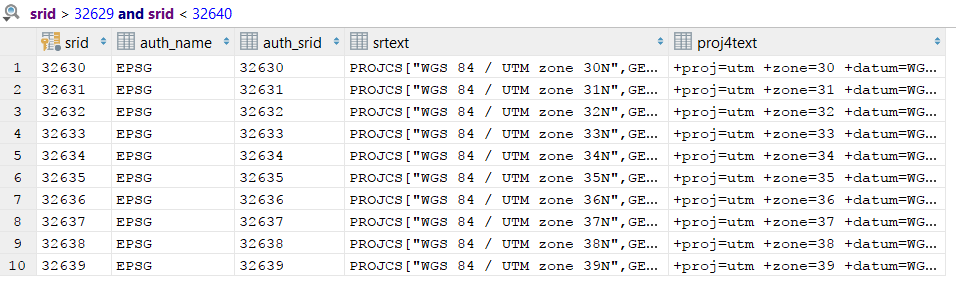 srid > 32629 and srid < 32640
srid auth_name auth_srid srtext proj4text
1 32630 EPSG 32630 PROJCS["WGS 84 / UTM zone 30N",GE... +proj=utm +zone=30 +datum=WG...
2 32631 EPSG 32631 PROJCS["WGS 84 / UTM zone 31N",GE... +proj=utm +zone=31 +datum=WG...
3 32632 EPSG 32632 PROJCS["WGS 84 / UTM zone 32N",GE... +proj=utm +zone=32 +datum=WG...
4 32633 EPSG 32633 PROJCS["WGS 84 / UTM zone 33N",GE... +proj=utm +zone=33 +datum=WG...
5 32634 EPSG 32634 PROJCS["WGS 84 / UTM zone 34N",GE... +proj=utm +zone=34 +datum=WG...
6 32635 EPSG 32635 PROJCS["WGS 84 / UTM zone 35N",GE... +proj=utm +zone=35 +datum=WG...
7 32636 EPSG 32636 PROJCS["WGS 84 / UTM zone 36N",GE... +proj=utm +zone=36 +datum=WG...
8 32637 EPSG 32637 PROJCS["WGS 84 / UTM zone 37N",GE... +proj=utm +zone=37 +datum=WG...
9 32638 EPSG 32638 PROJCS["WGS 84 / UTM zone 38N",GE... +proj=utm +zone=38 +datum=WG...
10 32639 EPSG 32639 PROJCS["WGS 84 / UTM zone 39N",GE... +proj=utm +zone=39 +datum=WG...